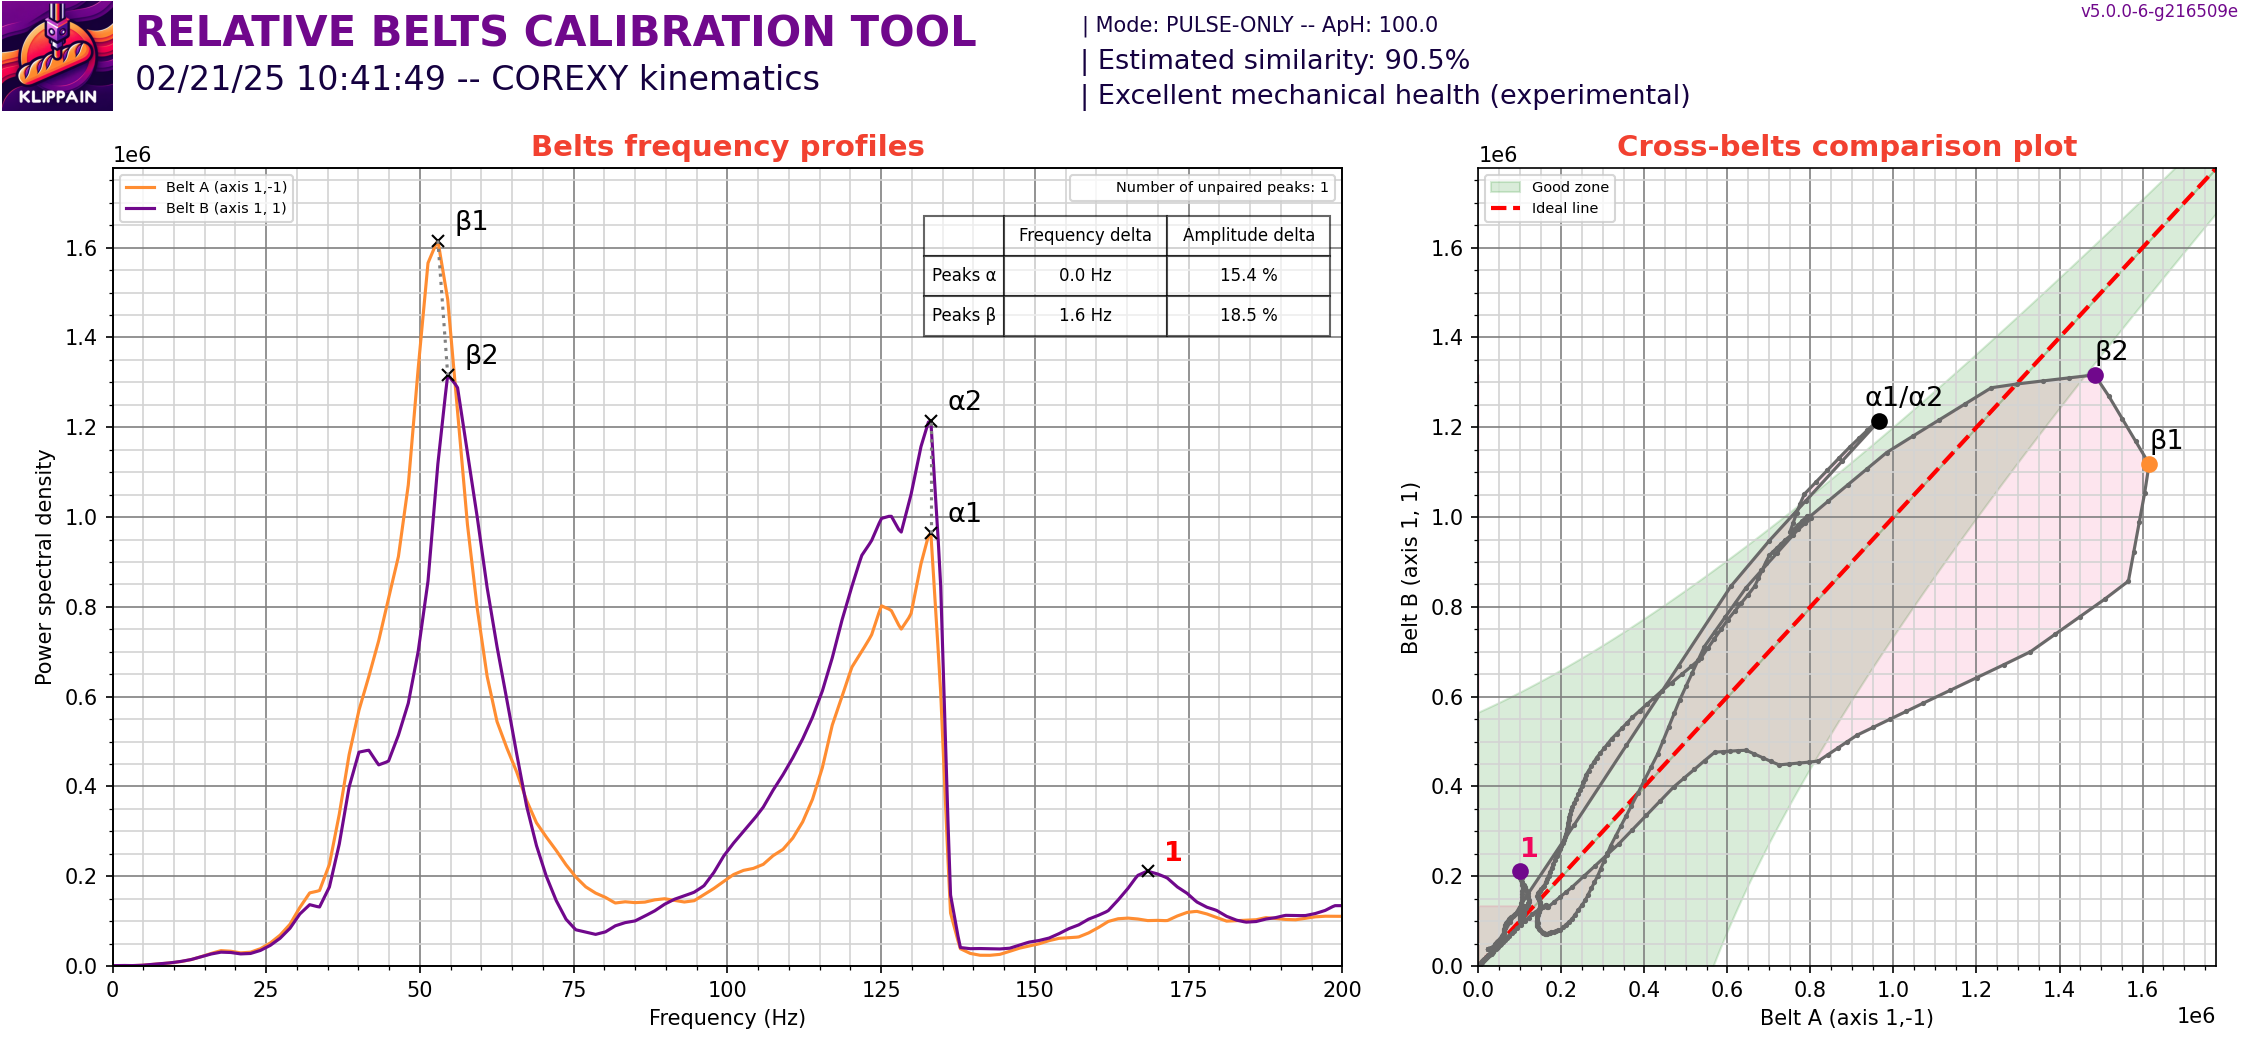 KLIPPAIN
RELATIVE BELTS CALIBRATION TOOL
02/21/25 10:41:49 -- COREXY kinematics
| Mode: PULSE-ONLY -- ApH: 100.0
| Estimated similarity: 90.5%
| Excellent mechanical health (experimental)
v5.0.0-6-g216509e
Belts frequency profiles
1e6
Belt A (axis 1,-1)
Belt B (axis 1, 1)
Number of unpaired peaks: 1
Frequency delta Amplitude delta
Peaks α 0.0 Hz 15.4 %
Peaks β 1.6 Hz 18.5 %
β1
β2
α2
α1
1
Power spectral density
1.6
1.4
1.2
1.0
0.8
0.6
0.4
0.2
0.0
0 25 50 75 100 125 150 175 200
Frequency (Hz)
Cross-belts comparison plot
1e6
Good zone
Ideal line
β2
α1/α2
β1
1
Belt B (axis 1, 1)
1.6
1.4
1.2
1.0
0.8
0.6
0.4
0.2
0.0
0.0 0.2 0.4 0.6 0.8 1.0 1.2 1.4 1.6
Belt A (axis 1,-1)
1e6